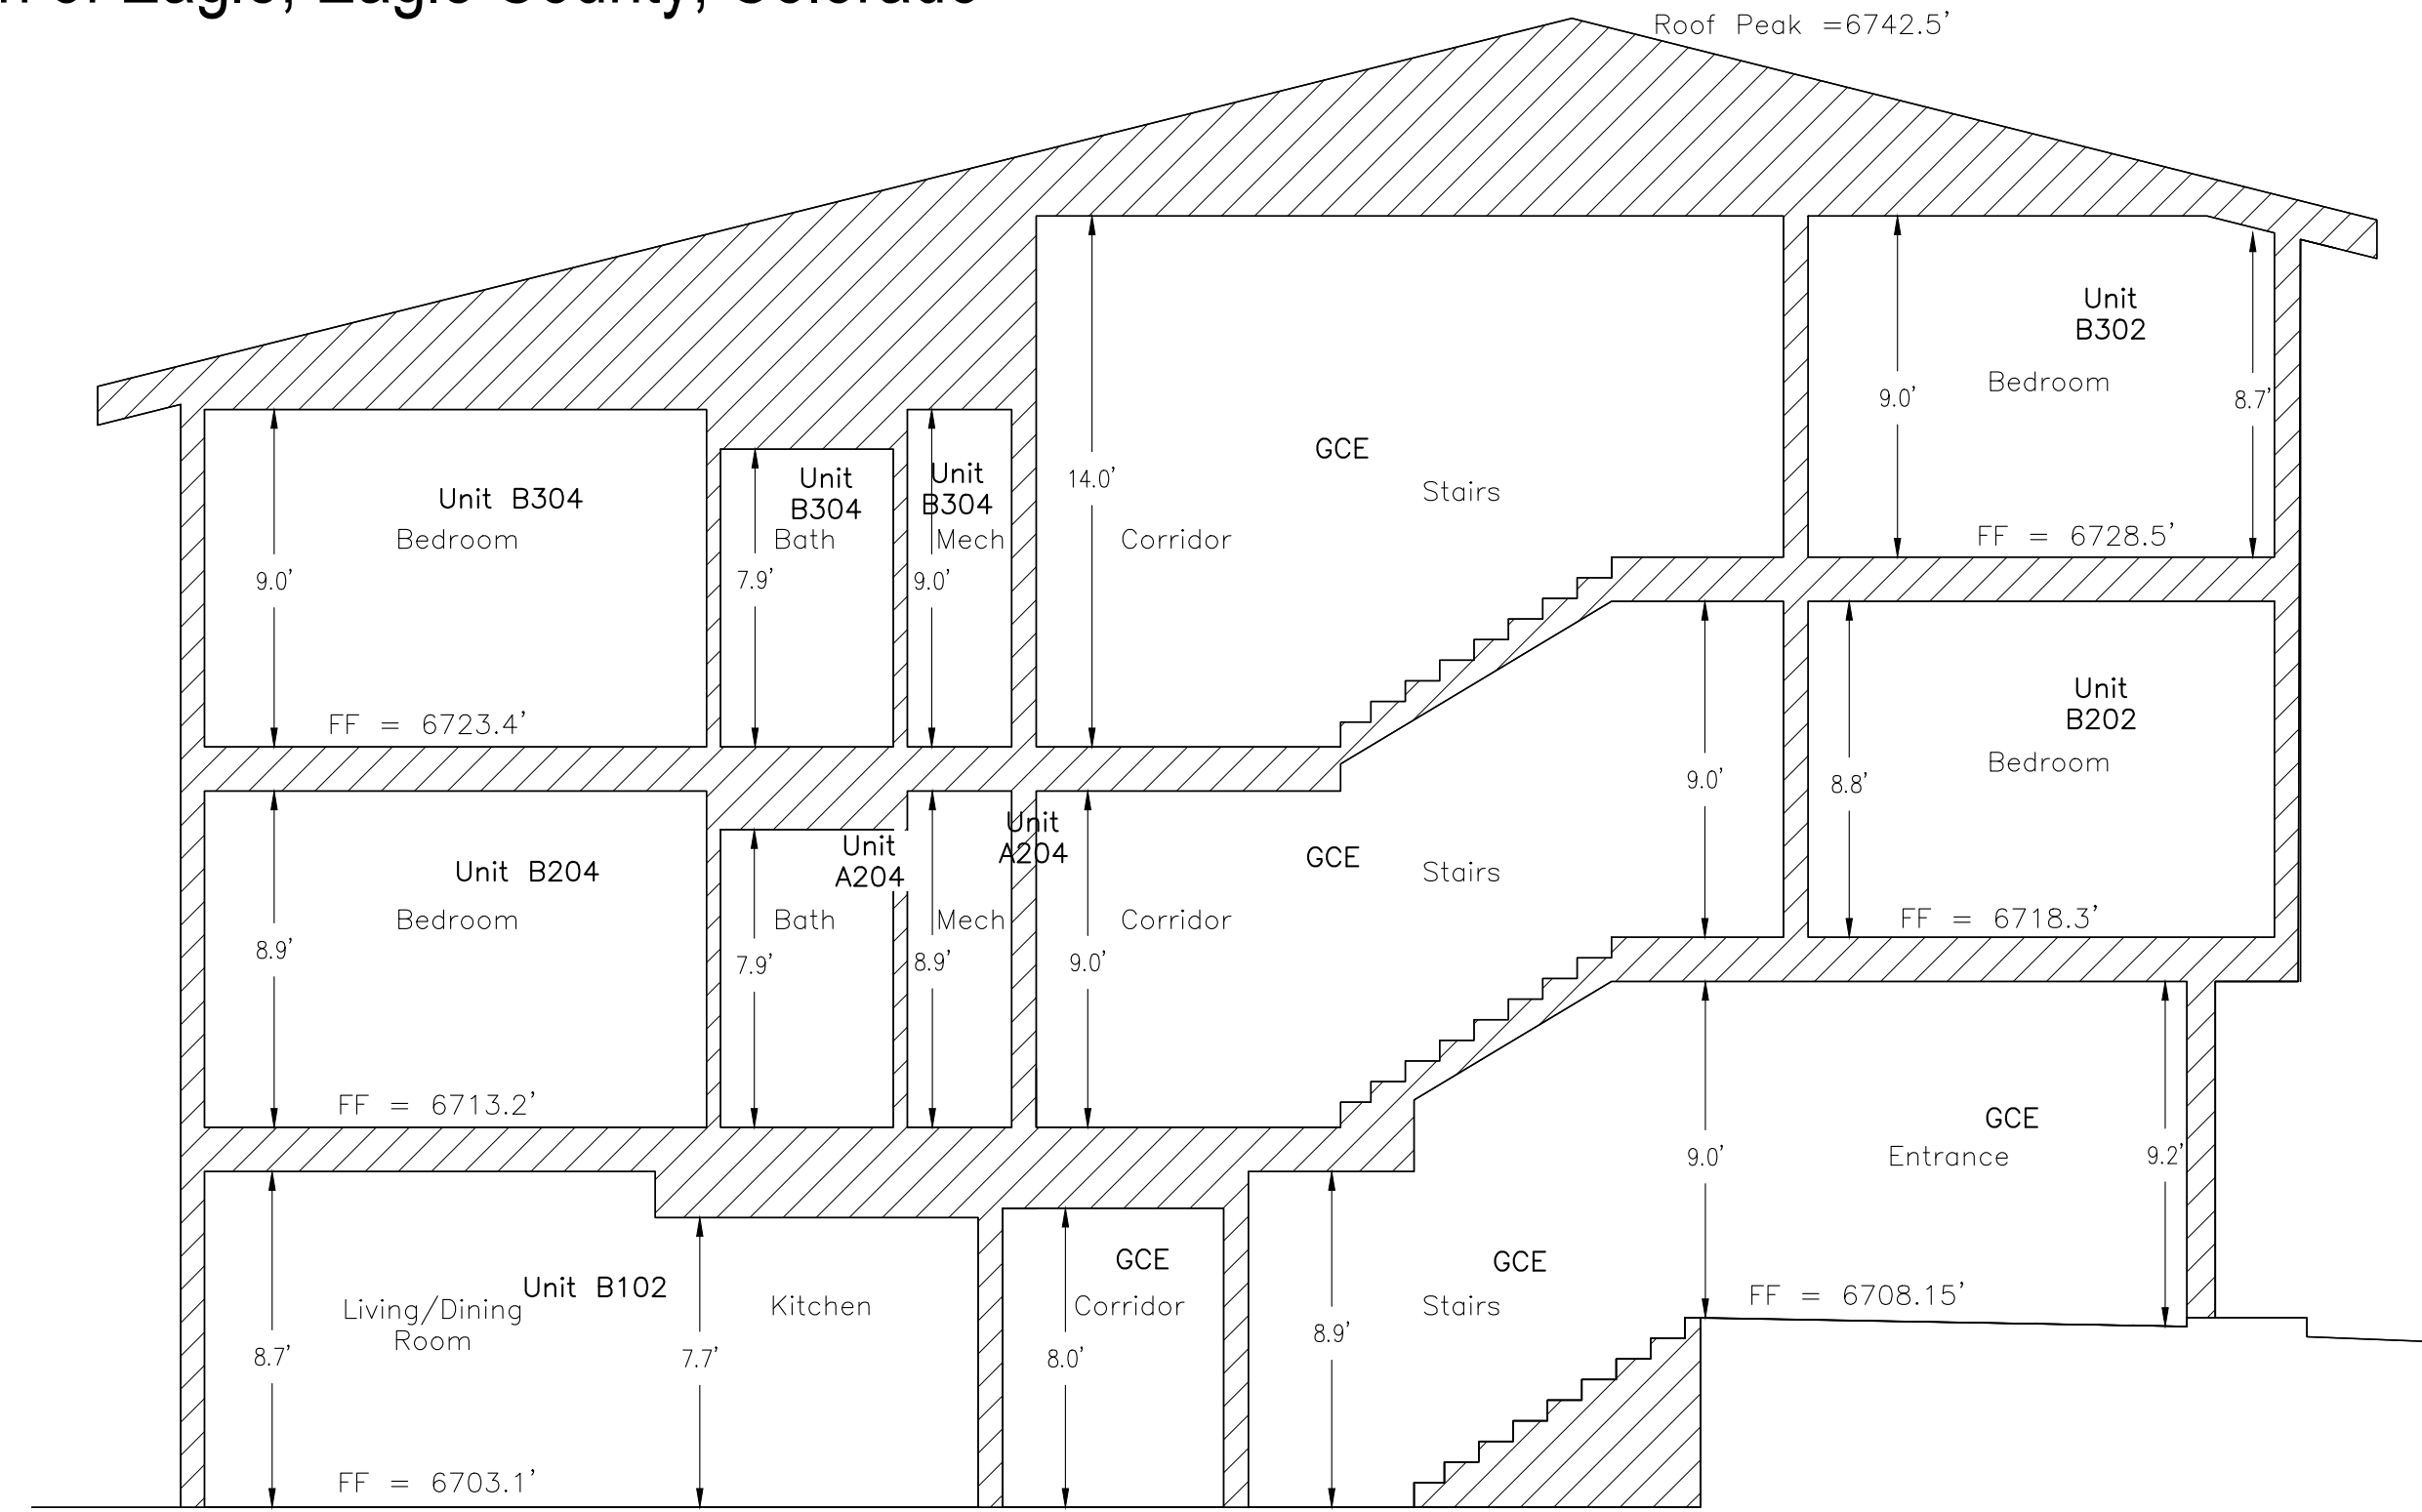 of Eagle, Eagle County, Colorado
Roof Peak =6742.5'
Unit
B302
Bedroom
9.0'
8.7'
FF = 6728.5'
GCE
Stairs
14.0'
Corridor
Unit B304
Bedroom
9.0'
FF = 6723.4'
Unit
B304
Bath
7.9'
Unit
B304
Mech
9.0'
Unit
B202
Bedroom
9.0'
8.8'
FF = 6718.3'
Unit B204
Bedroom
8.9'
FF = 6713.2'
Unit
A204
Bath
7.9'
Unit
A204
Mech
8.9'
GCE
Stairs
Corridor
9.0'
GCE
Entrance
9.0'
9.2'
FF = 6708.15'
Unit B102
Living/Dining
Room
Kitchen
8.7'
7.7'
FF = 6703.1'
GCE
Corridor
8.0'
GCE
Stairs
8.9'